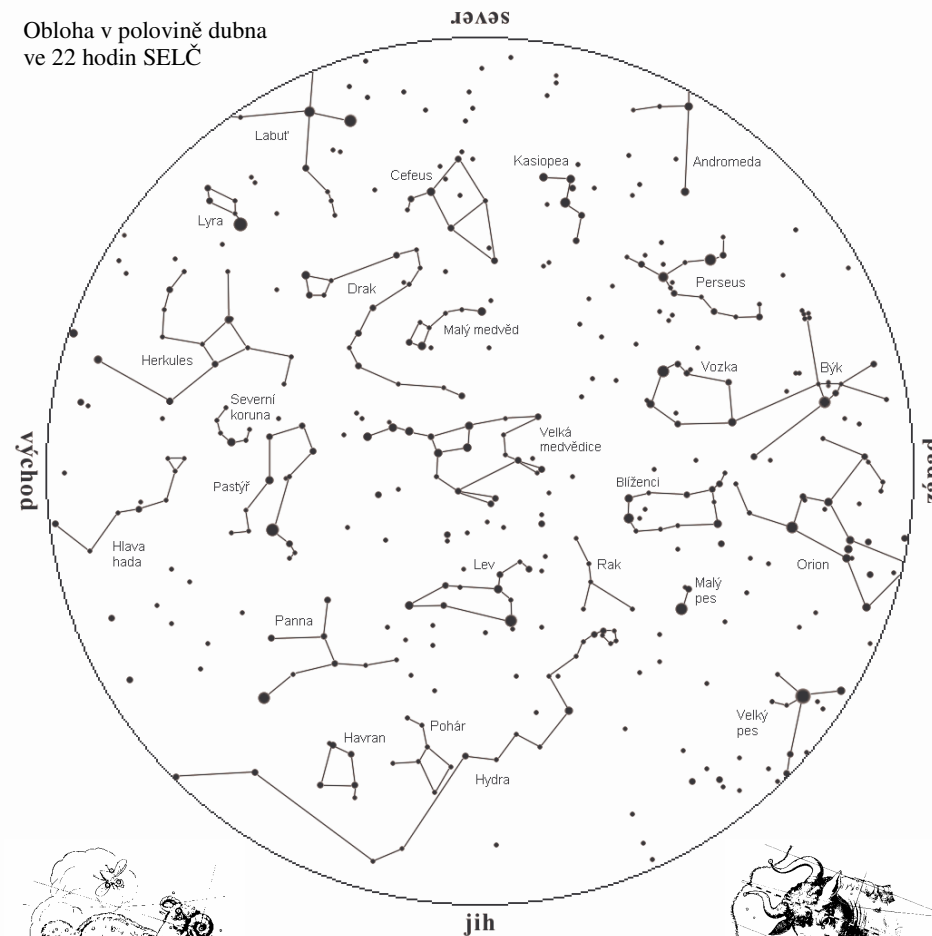 Obloha v polovině dubna
ve 22 hodin SELČ
sever
Labuť
Cefeus
Kasiopea
Andromeda
Lyra
Drak
Perseus
Malý medvěd
Herkules
Vozka
Býk
Severní
koruna
Velká
medvědice
východ
Pastýř
Blíženci
Hlava
hada
Lev
Rak
Orion
Malý
pes
Panna
Velký
pes
Havran
Pohár
Hydra
jih